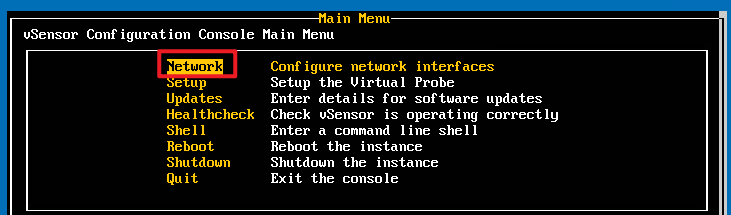 Main Menu
vSensor Configuration Console Main Menu
Network Configure network interfaces
Setup Setup the Virtual Probe
Updates Enter details for software updates
Healthcheck Check vSensor is operating correctly
Shell Enter a command line shell
Reboot Reboot the instance
Shutdown Shutdown the instance
Quit Exit the console